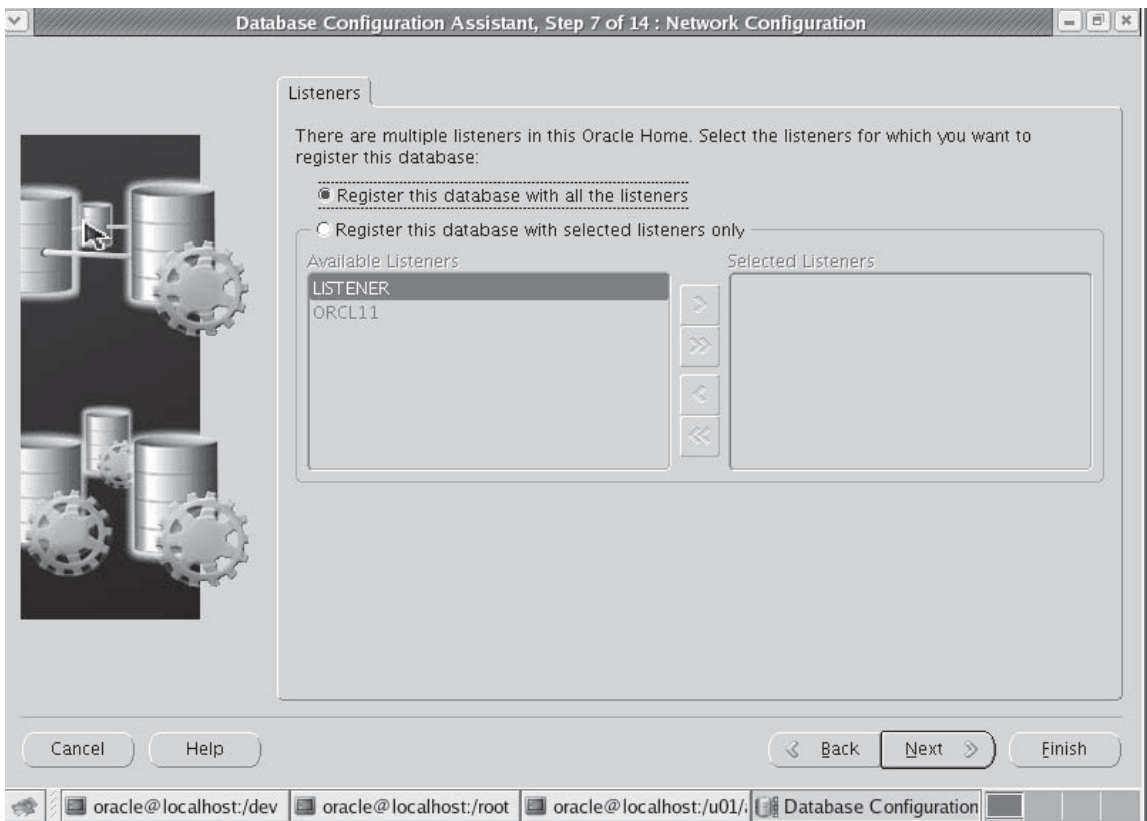 Database Configuration Assistant, Step 7 of 14 : Network Configuration
Listeners
There are multiple listeners in this Oracle Home. Select the listeners for which you want to
register this database:
Register this database with all the listeners
Register this database with selected listeners only
Available Listeners
Selected Listeners
LISTENER
ORCL11
Cancel
Help
Back
Next
Finish
oracle@localhost:/dev
oracle@localhost:/root
oracle@localhost:/u01/
Database Configuration